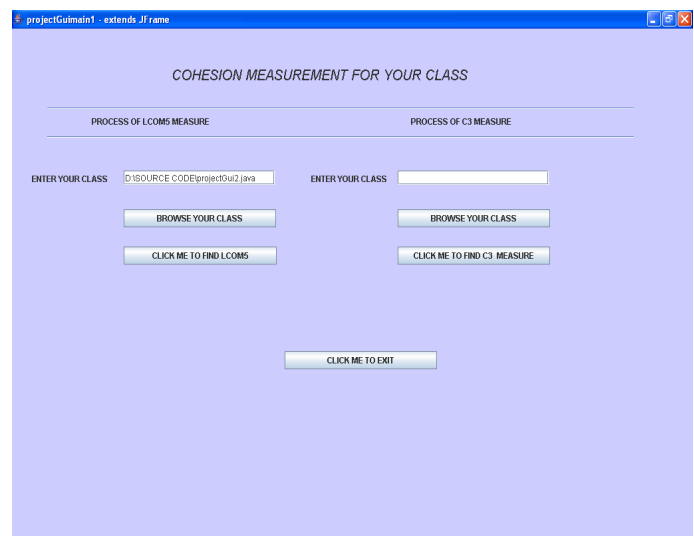 projectGuimain1 - extends JFrame
COHESION MEASUREMENT FOR YOUR CLASS
PROCESS OF LCOM5 MEASURE PROCESS OF C3 MEASURE
ENTER YOUR CLASS D:\SOURCE CODE\projectGui2.java ENTER YOUR CLASS
BROWSE YOUR CLASS BROWSE YOUR CLASS
CLICK ME TO FIND LCOM5 CLICK ME TO FIND C3 MEASURE
CLICK ME TO EXIT